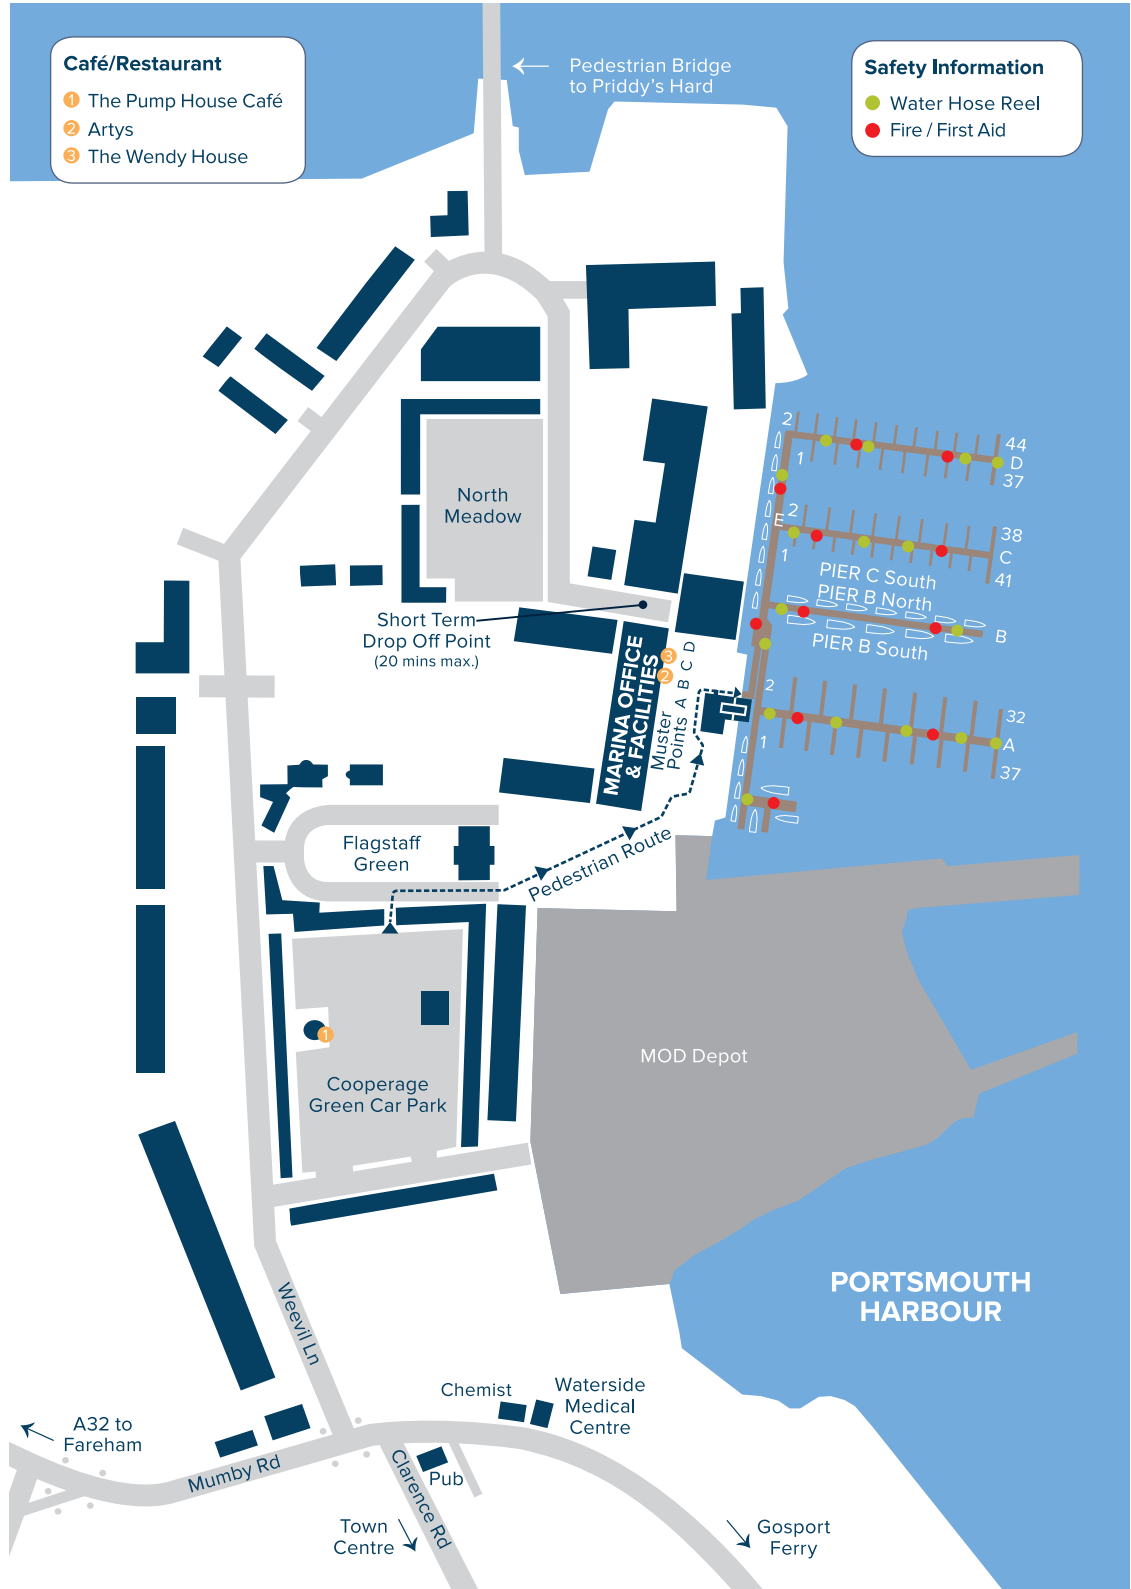 Café/Restaurant
1 The Pump House Café
2 Artys
3 The Wendy House
Pedestrian Bridge
to Priddy's Hard
Safety Information
Water Hose Reel
Fire / First Aid
North
Meadow
Short Term
Drop Off Point
(20 mins max.)
MARINA OFFICE
& FACILITIES
3
2
Muster
Points A B C D
2
1
44
D
37
E
2
1
38
C
41
PIER C South
PIER B North
B
PIER B South
2
1
32
A
37
Flagstaff
Green
Pedestrian Route
1
Cooperage
Green Car Park
MOD Depot
PORTSMOUTH
HARBOUR
Weevil Ln
Chemist
Waterside
Medical
Centre
A32 to
Fareham
Mumby Rd
Clarence Rd
Pub
Town
Centre
Gosport
Ferry